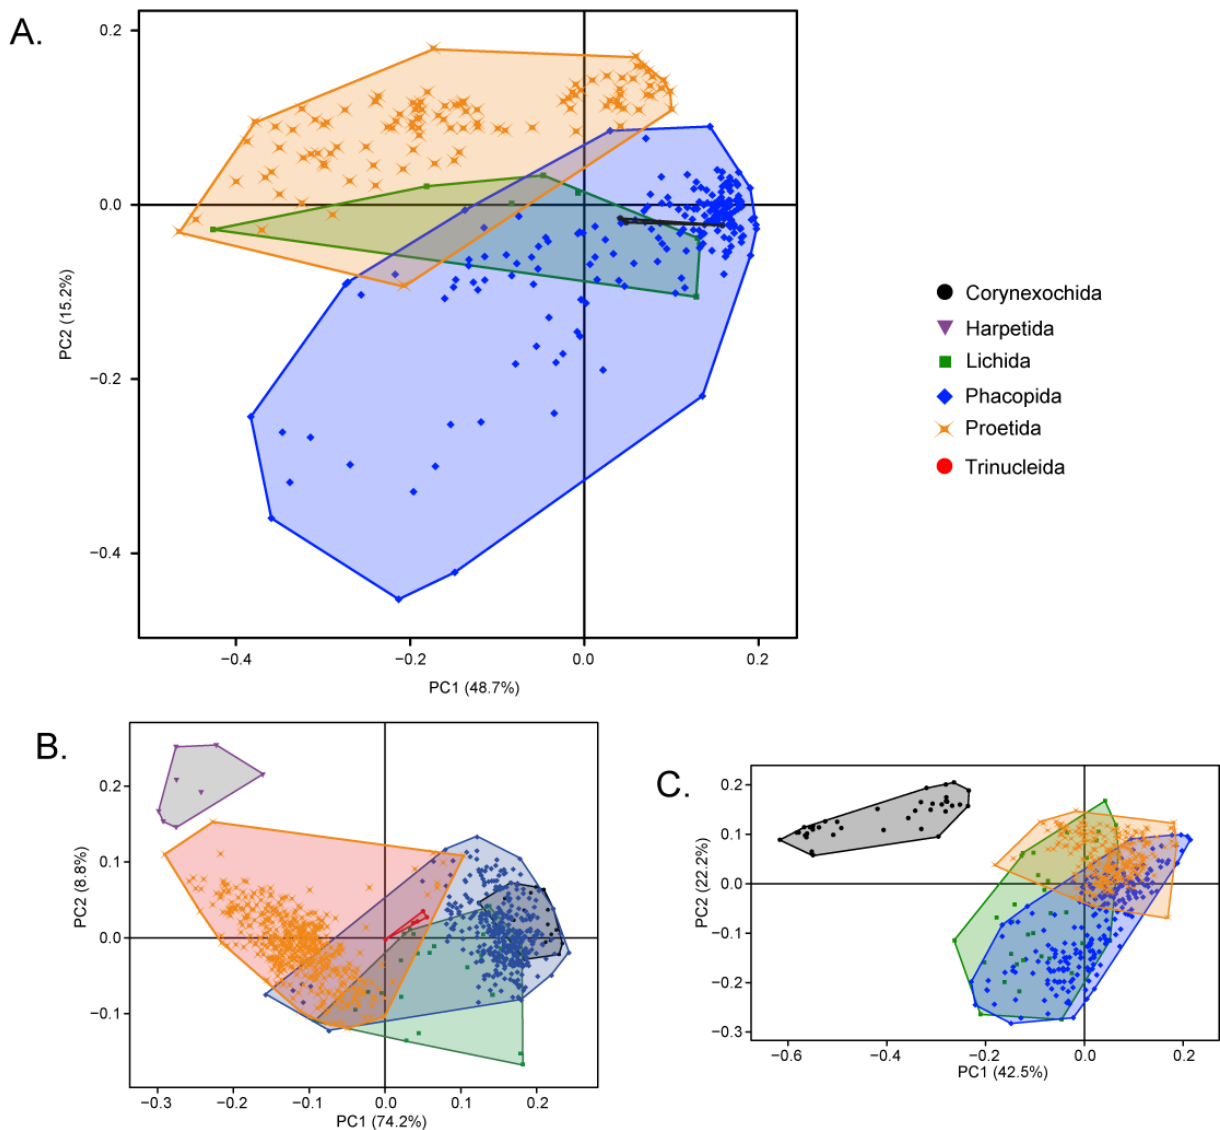 A.
0.2
0.0
−0.2
−0.4
PC2 (15.2%)
−0.4
−0.2
0.0
0.2
PC1 (48.7%)
Corynexochida
Harpetida
Lichida
Phacopida
Proetida
Trinucleida
B.
0.2
0.1
0.0
−0.1
PC2 (8.8%)
−0.3
−0.2
−0.1
0.0
0.1
0.2
PC1 (74.2%)
C.
0.2
0.1
0.0
−0.1
−0.2
−0.3
PC2 (22.2%)
−0.6
−0.4
−0.2
0.0
0.2
PC1 (42.5%)